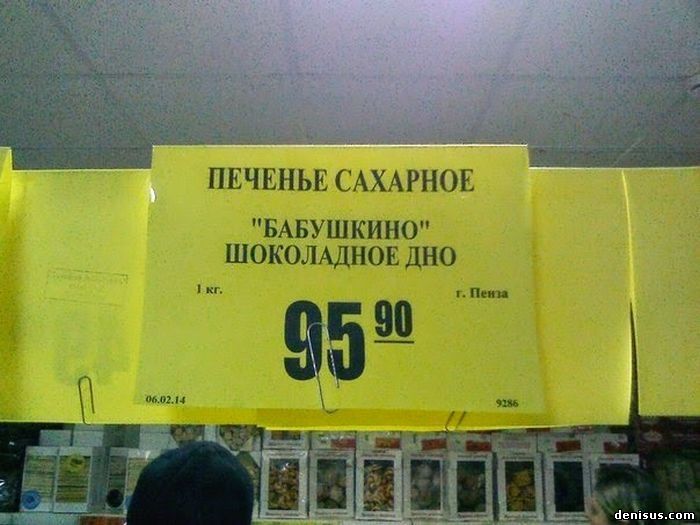 ПЕЧЕНЬЕ САХАРНОЕ
"БАБУШКИНО"
ШОКОЛАДНОЕ ДНО
1 кг.
г. Пенза
95 90
06.02.14
9286
denisus.com